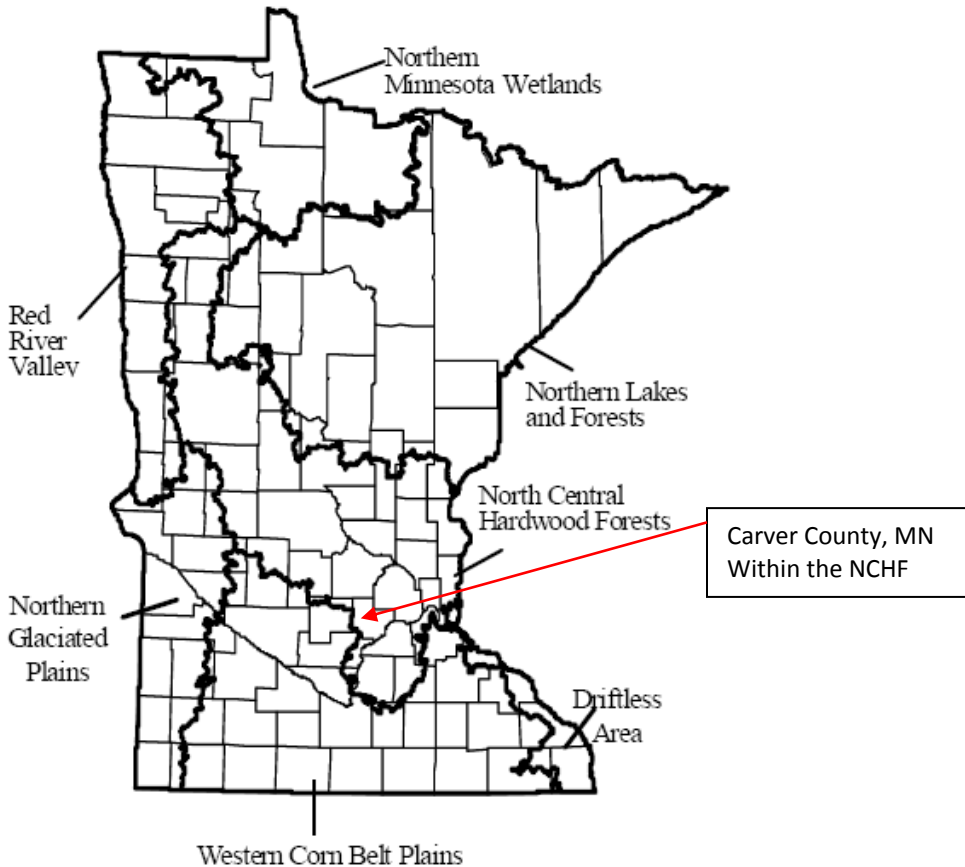 Northern
Minnesota Wetlands
Red
River
Valley
Northern Lakes
and Forests
North Central
Hardwood Forests
Carver County, MN
Within the NCHF
Northern
Glaciated
Plains
Driftless
Area
Western Corn Belt Plains